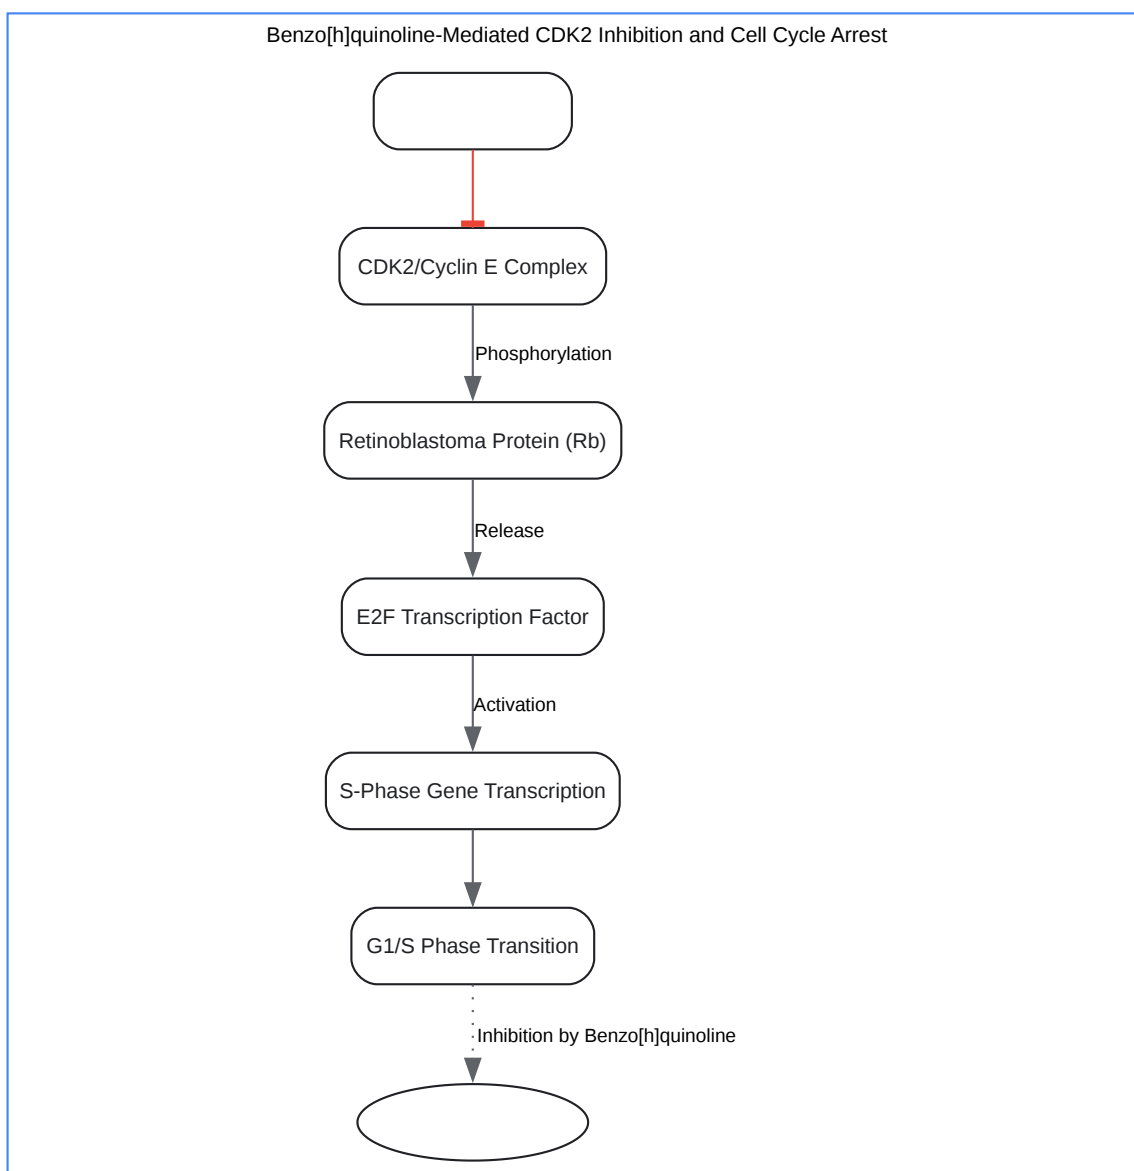 Benzo[h]quinoline-Mediated CDK2 Inhibition and Cell Cycle Arrest
CDK2/Cyclin E Complex
Phosphorylation
Retinoblastoma Protein (Rb)
Release
E2F Transcription Factor
Activation
S-Phase Gene Transcription
G1/S Phase Transition
Inhibition by Benzo[h]quinoline